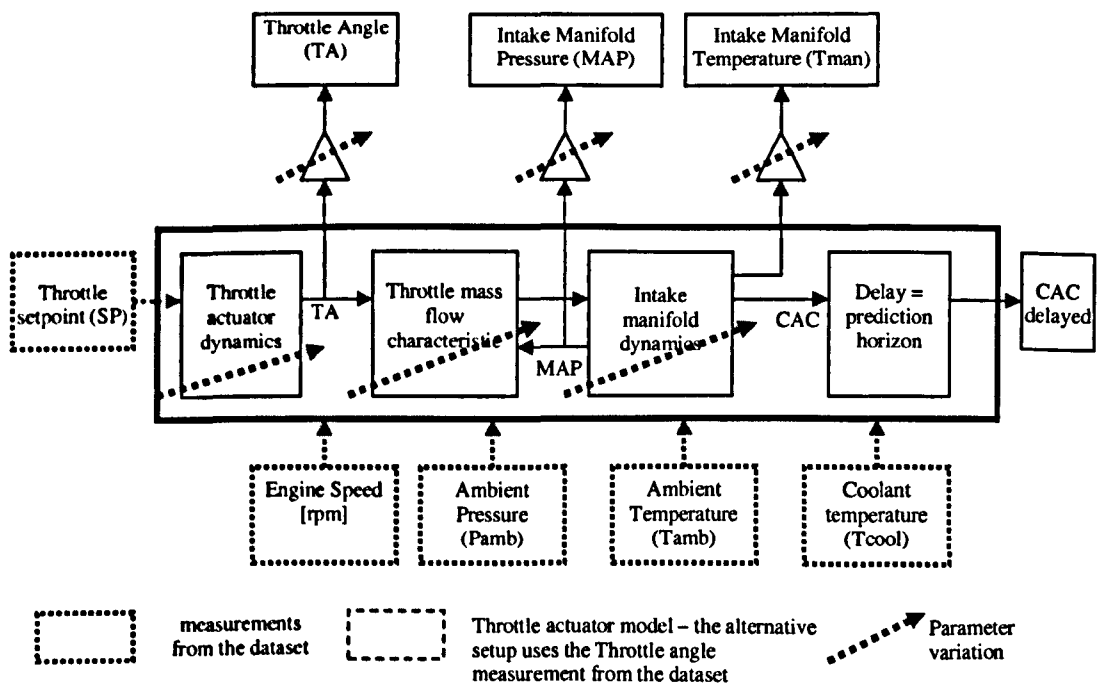 Throttle Angle
(TA)
Intake Manifold
Pressure (MAP)
Intake Manifold
Temperature (Tman)
Throttle
setpoint (SP)
Throttle
actuator
dynamics
TA
Throttle mass
flow
characteristic
MAP
Intake
manifold
dynamics
CAC
Delay =
prediction
horizon
CAC
delayed
Engine Speed
[rpm]
Ambient
Pressure
(Pamb)
Ambient
Temperature
(Tamb)
Coolant
temperature
(Tcool)
measurements
from the dataset
Throttle actuator model – the alternative
setup uses the Throttle angle
measurement from the dataset
Parameter
variation